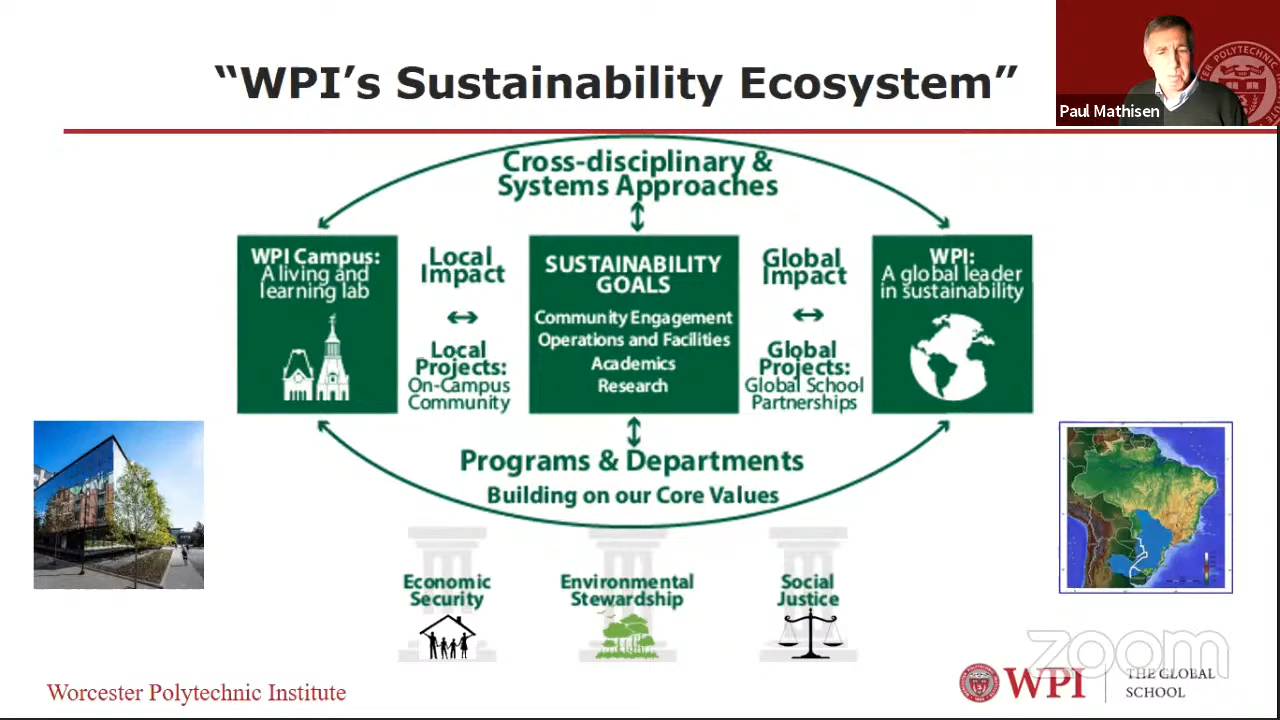 “WPI’s Sustainability Ecosystem”
Paul Mathisen
Cross-disciplinary &
Systems Approaches
WPI Campus:
A living and
learning lab
Local
Impact
Local
Projects:
On-Campus
Community
SUSTAINABILITY
GOALS
Community Engagement
Operations and Facilities
Academics
Research
Global
Impact
Global
Projects:
Global School
Partnerships
WPI:
A global leader
in sustainability
Programs & Departments
Building on our Core Values
Economic
Security
Environmental
Stewardship
Social
Justice
zoom
Worcester Polytechnic Institute
WPI
THE GLOBAL
SCHOOL